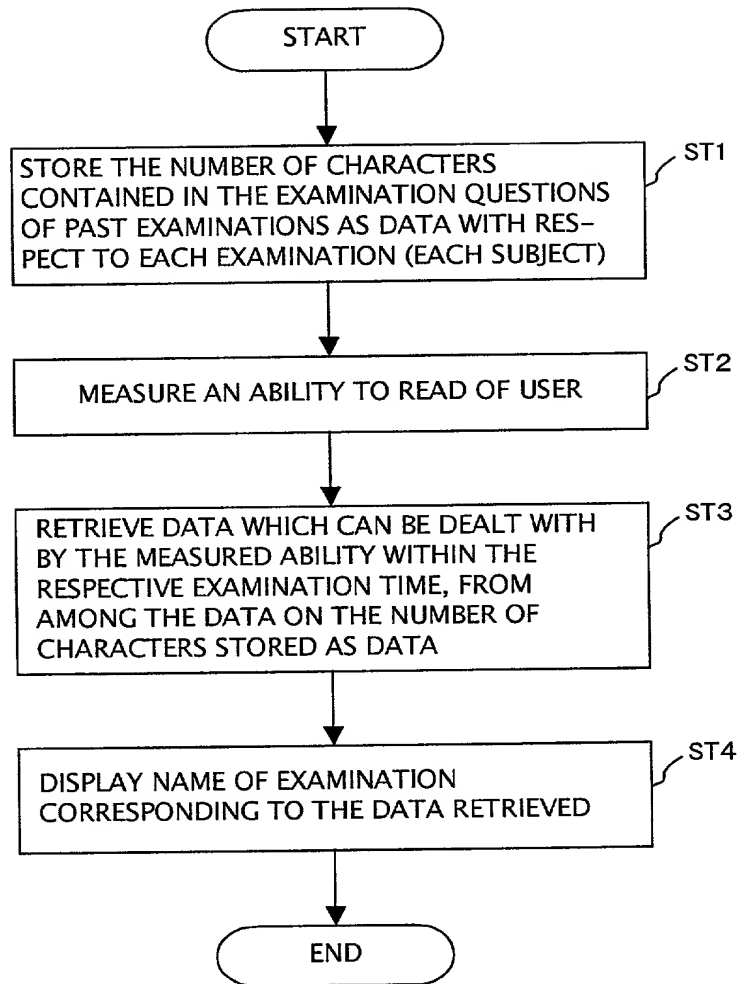 START
STORE THE NUMBER OF CHARACTERS
CONTAINED IN THE EXAMINATION QUESTIONS
OF PAST EXAMINATIONS AS DATA WITH RES-
PECT TO EACH EXAMINATION (EACH SUBJECT)
ST1
MEASURE AN ABILITY TO READ OF USER
ST2
RETRIEVE DATA WHICH CAN BE DEALT WITH
BY THE MEASURED ABILITY WITHIN THE
RESPECTIVE EXAMINATION TIME, FROM
AMONG THE DATA ON THE NUMBER OF
CHARACTERS STORED AS DATA
ST3
DISPLAY NAME OF EXAMINATION
CORRESPONDING TO THE DATA RETRIEVED
ST4
END